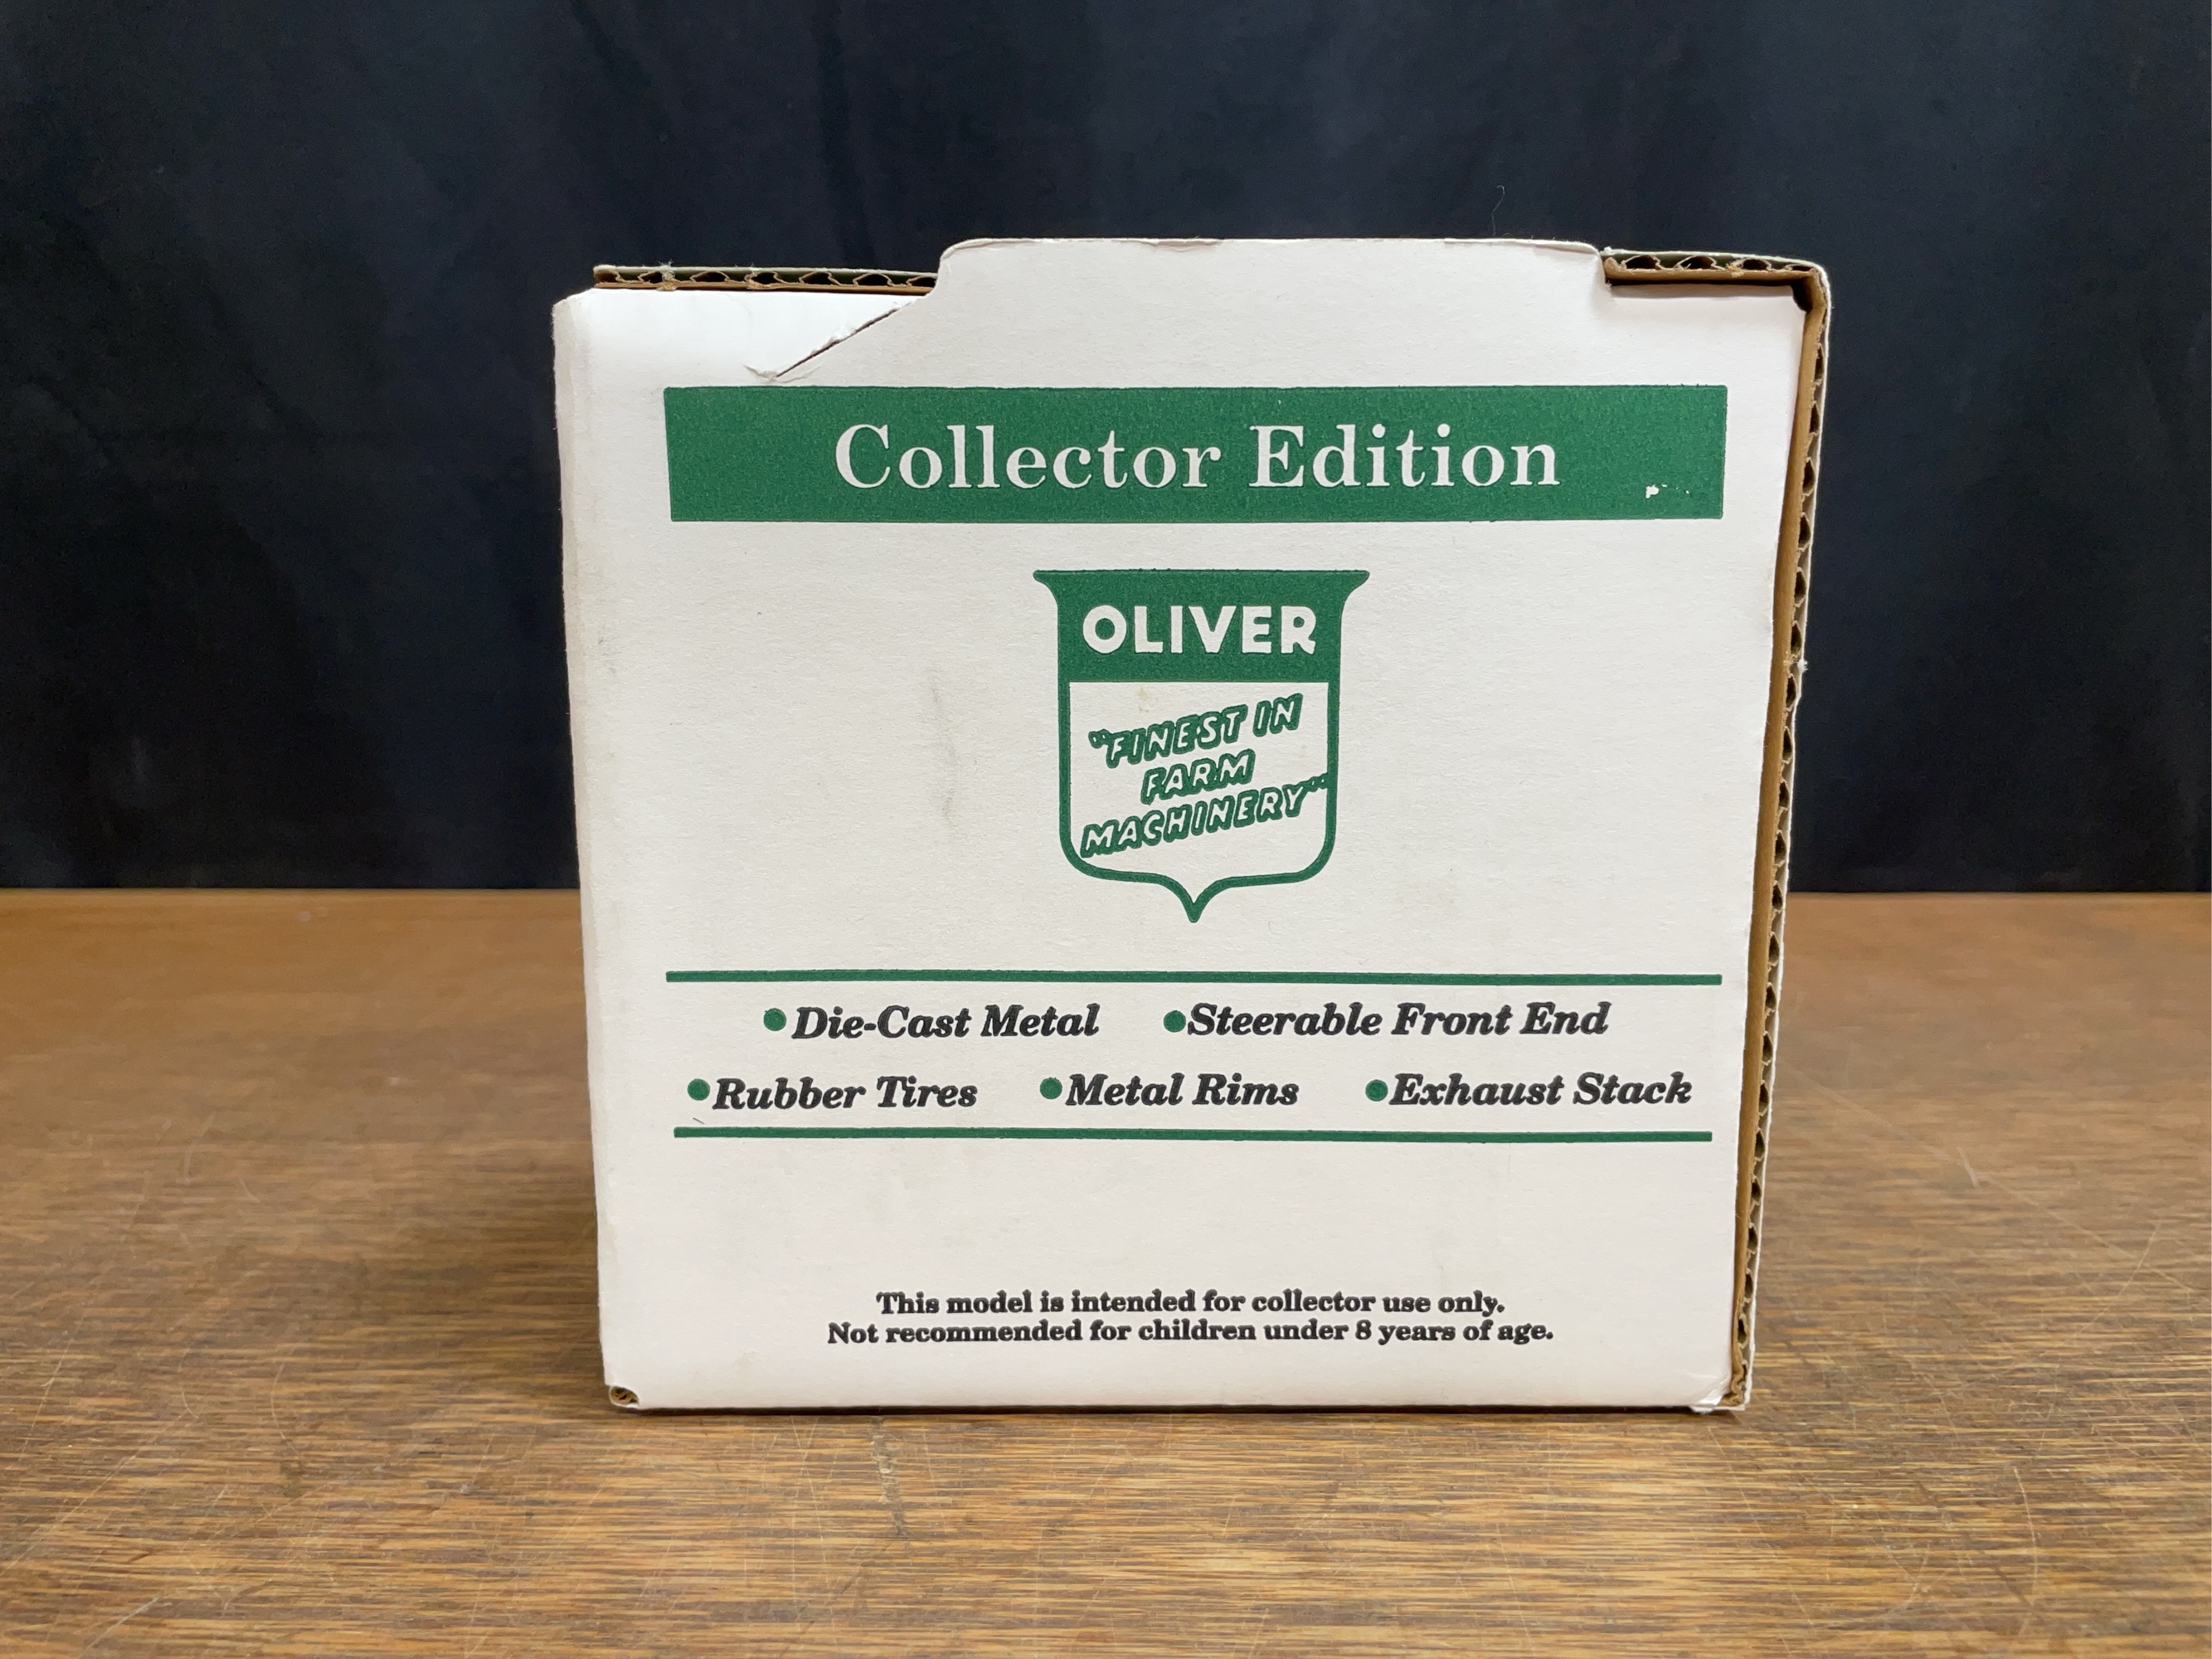 Collector Edition
OLIVER
"FINEST IN
FARM
MACHINERY"
•Die-Cast Metal •Steerable Front End
•Rubber Tires •Metal Rims •Exhaust Stack
This model is intended for collector use only.
Not recommended for children under 8 years of age.